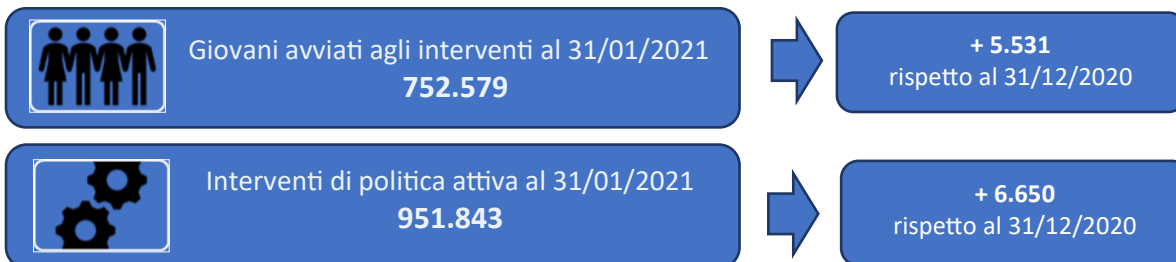 Giovani avviati agli interventi al 31/01/2021
752.579
+ 5.531
rispetto al 31/12/2020
Interventi di politica attiva al 31/01/2021
951.843
+ 6.650
rispetto al 31/12/2020